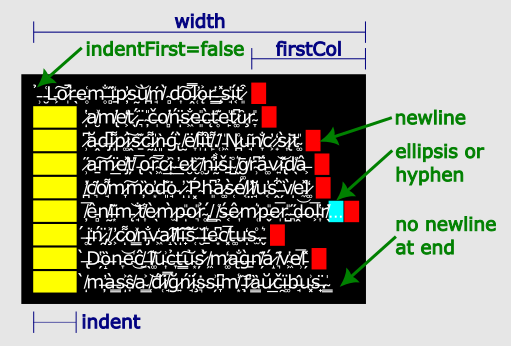 width
indentFirst=false
firstCol
Lorem ipsum dolor sit
amet, consectetur
adipiscing elit. Nunc sit
newline
amet orci et nisi gravida
ellipsis or
hyphen
commodo. Phasellus vel
enim tempor, semper …
no newline
at end
in, convallis lectus.
Donec luctus magna vel
massa dignissim faucibus.
indent